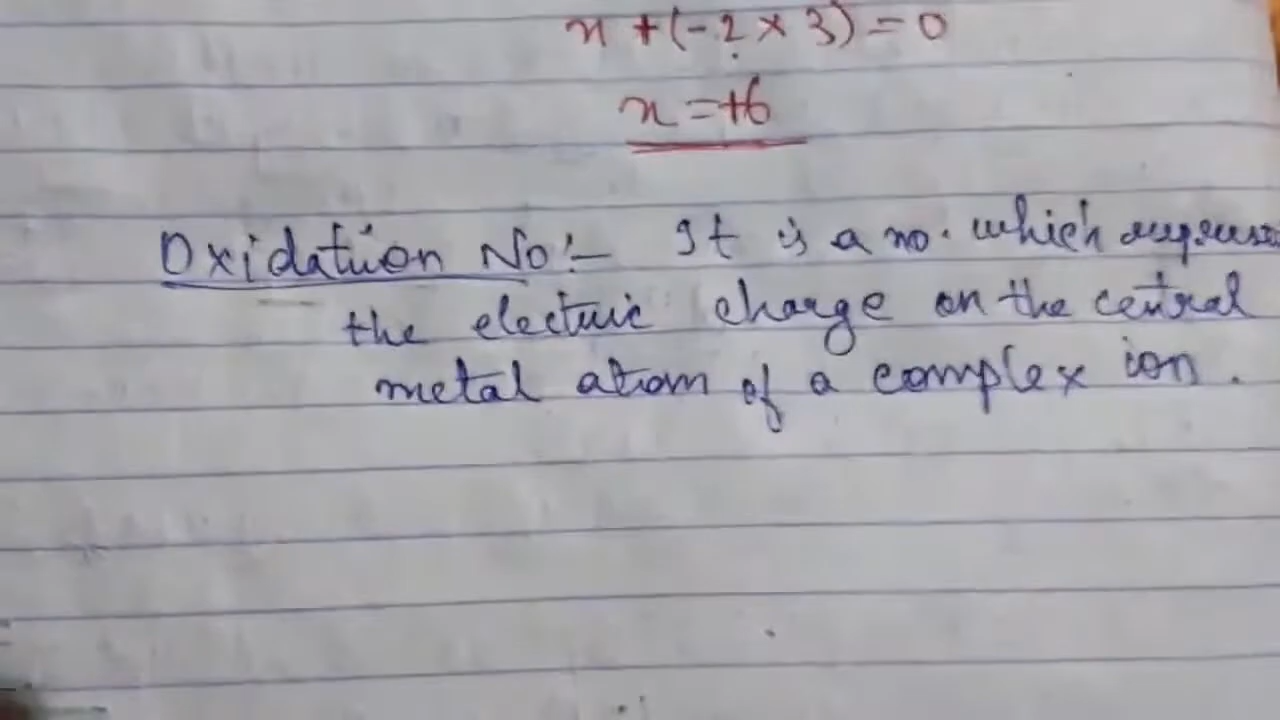 x + (- 2 × 3) = 0
x = +6
Oxidation No:- It is a no. which represents
the electric charge on the central
metal atom of a complex ion.